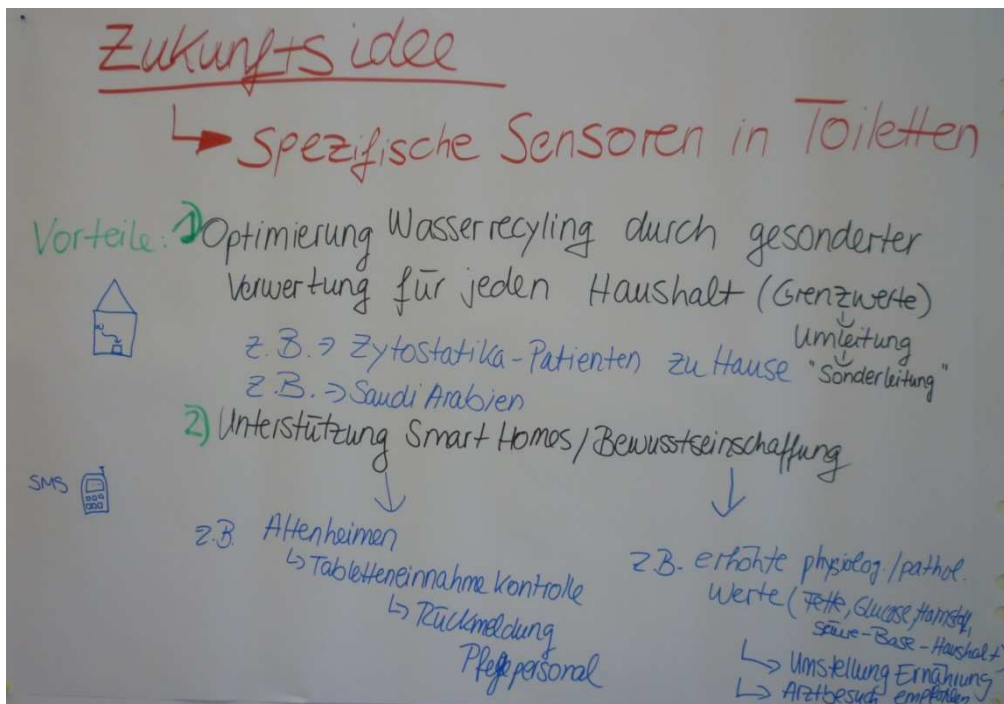 Zukunftsidee
↳ Spezifische Sensoren in Toiletten
Vorteile: 1) Optimierung Wasserrecyling durch gesonderter
Verwertung für jeden Haushalt (Grenzwerte)
↓
Umleitung
↓
"Sonderleitung"
z.B. → Zytostatika-Patienten zu Hause
z.B. → Saudi Arabien
2) Unterstützung Smart Homes/Bewusstseinschaffung
SMS
z.B. Altenheimen
↳ Tabletteneinnahme Kontrolle
↳ Rückmeldung
Pflegepersonal
z.B. erhöhte physiolog./pathol.
Werte (Fette, Glucose, Harnstoff,
Säure-Base-Haushalt)
↳ Umstellung Ernährung
↳ Arztbesuch empfohlen